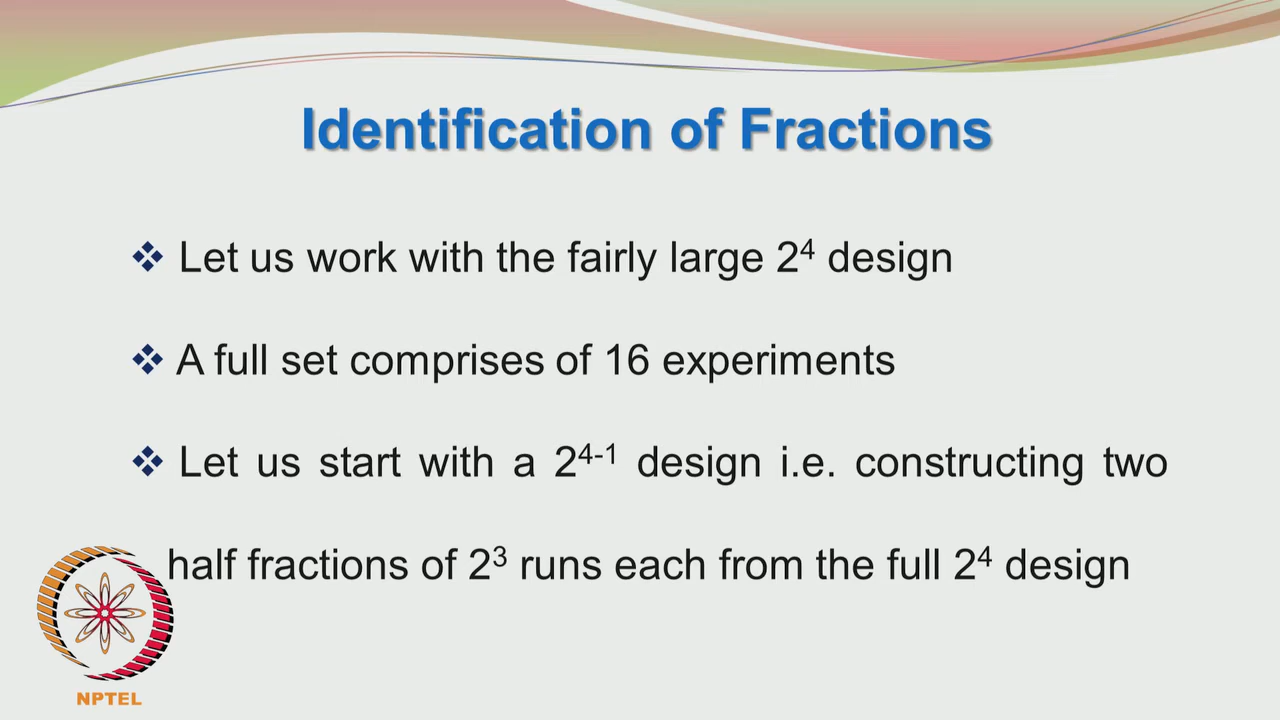 Identification of Fractions
❖ Let us work with the fairly large 2⁴ design
❖ A full set comprises of 16 experiments
❖ Let us start with a 2⁴⁻¹ design i.e. constructing two
half fractions of 2³ runs each from the full 2⁴ design
NPTEL